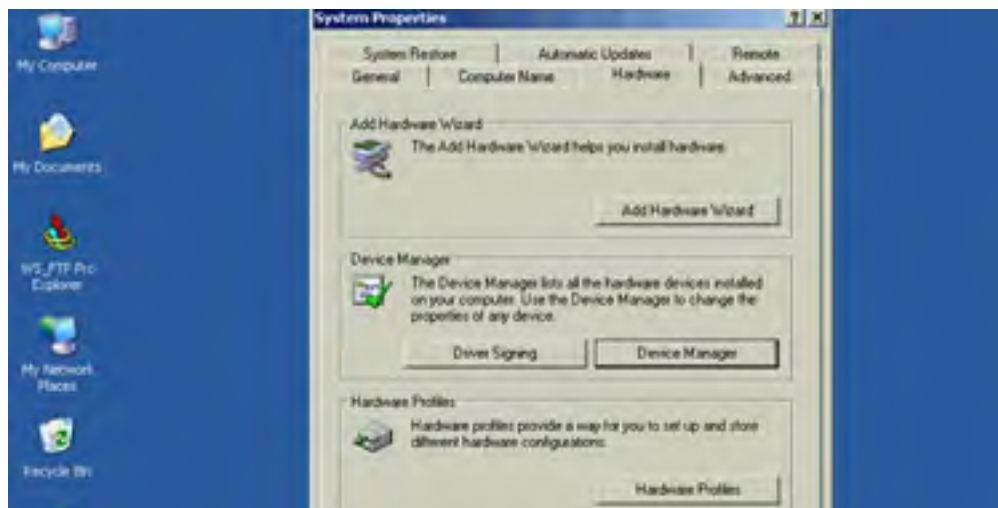 My Computer
My Documents
WS_FTP Pro
Explorer
My Network
Places
Recycle Bin
System Properties
System Restore
Automatic Updates
Remote
General
Computer Name
Hardware
Advanced
Add Hardware Wizard
The Add Hardware Wizard helps you install hardware.
Add Hardware Wizard
Device Manager
The Device Manager lists all the hardware devices installed
on your computer. Use the Device Manager to change the
properties of any device.
Driver Signing
Device Manager
Hardware Profiles
Hardware profiles provide a way for you to set up and store
different hardware configurations.
Hardware Profiles